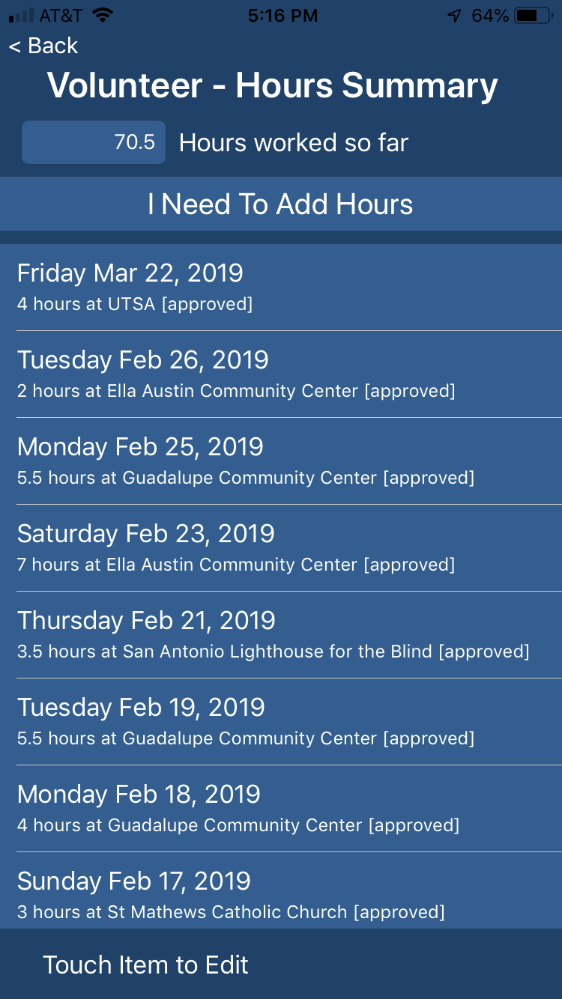 AT&T 5:16 PM 64%
< Back
Volunteer - Hours Summary
70.5 Hours worked so far
I Need To Add Hours
Friday Mar 22, 2019
4 hours at UTSA [approved]
Tuesday Feb 26, 2019
2 hours at Ella Austin Community Center [approved]
Monday Feb 25, 2019
5.5 hours at Guadalupe Community Center [approved]
Saturday Feb 23, 2019
7 hours at Ella Austin Community Center [approved]
Thursday Feb 21, 2019
3.5 hours at San Antonio Lighthouse for the Blind [approved]
Tuesday Feb 19, 2019
5.5 hours at Guadalupe Community Center [approved]
Monday Feb 18, 2019
4 hours at Guadalupe Community Center [approved]
Sunday Feb 17, 2019
3 hours at St Mathews Catholic Church [approved]
Touch Item to Edit